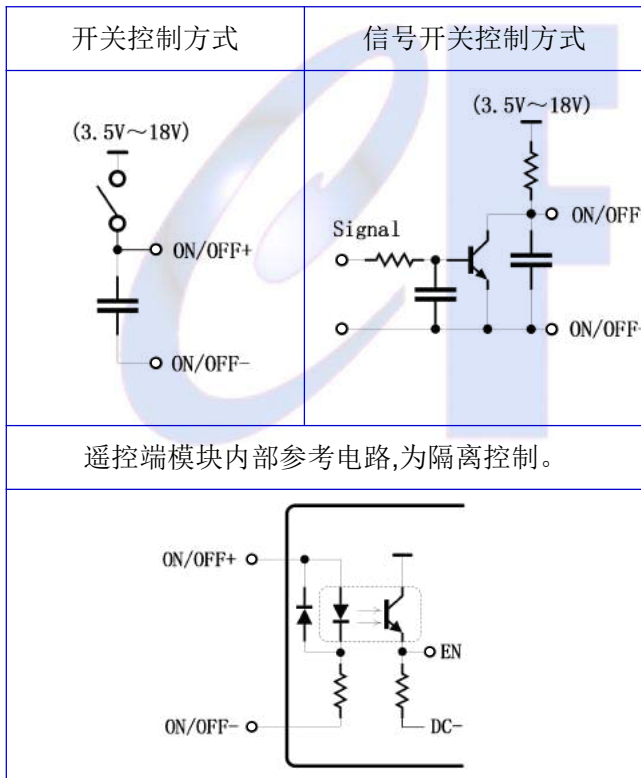 开关控制方式
信号开关控制方式
(3.5V～18V)
ON/OFF+
ON/OFF-
(3.5V～18V)
Signal
ON/OFF
ON/OFF-
遥控端模块内部参考电路,为隔离控制。
ON/OFF+
EN
ON/OFF-
DC-
CF